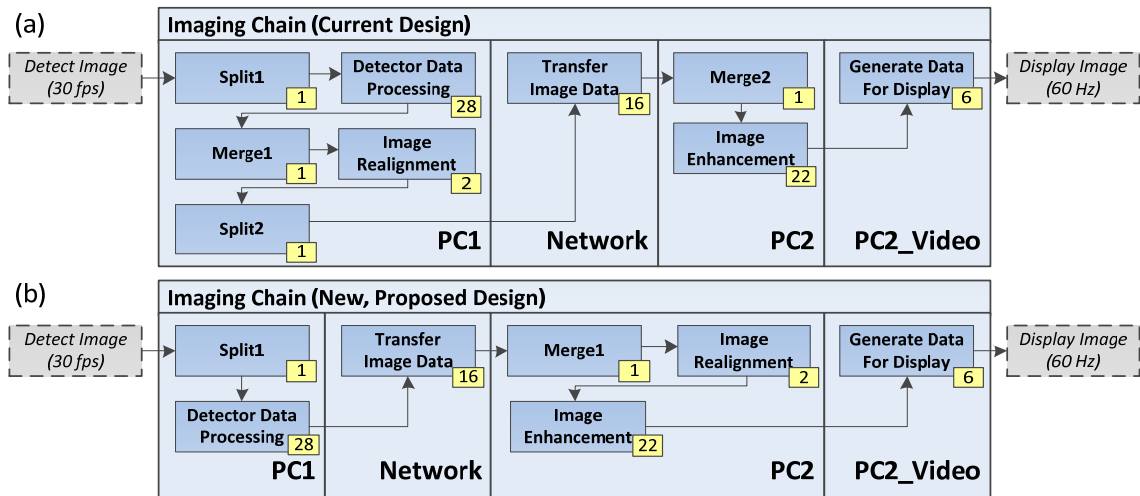 (a)
Imaging Chain (Current Design)
Detect Image
(30 fps)
Split1
1
Detector Data
Processing
28
Merge1
1
Image
Realignment
2
Split2
1
PC1
Transfer
Image Data
16
Network
Merge2
1
Image
Enhancement
22
PC2
Generate Data
For Display
6
PC2_Video
Display Image
(60 Hz)
(b)
Imaging Chain (New, Proposed Design)
Detect Image
(30 fps)
Split1
1
Detector Data
Processing
28
PC1
Transfer
Image Data
16
Network
Merge1
1
Image
Realignment
2
Image
Enhancement
22
PC2
Generate Data
For Display
6
PC2_Video
Display Image
(60 Hz)